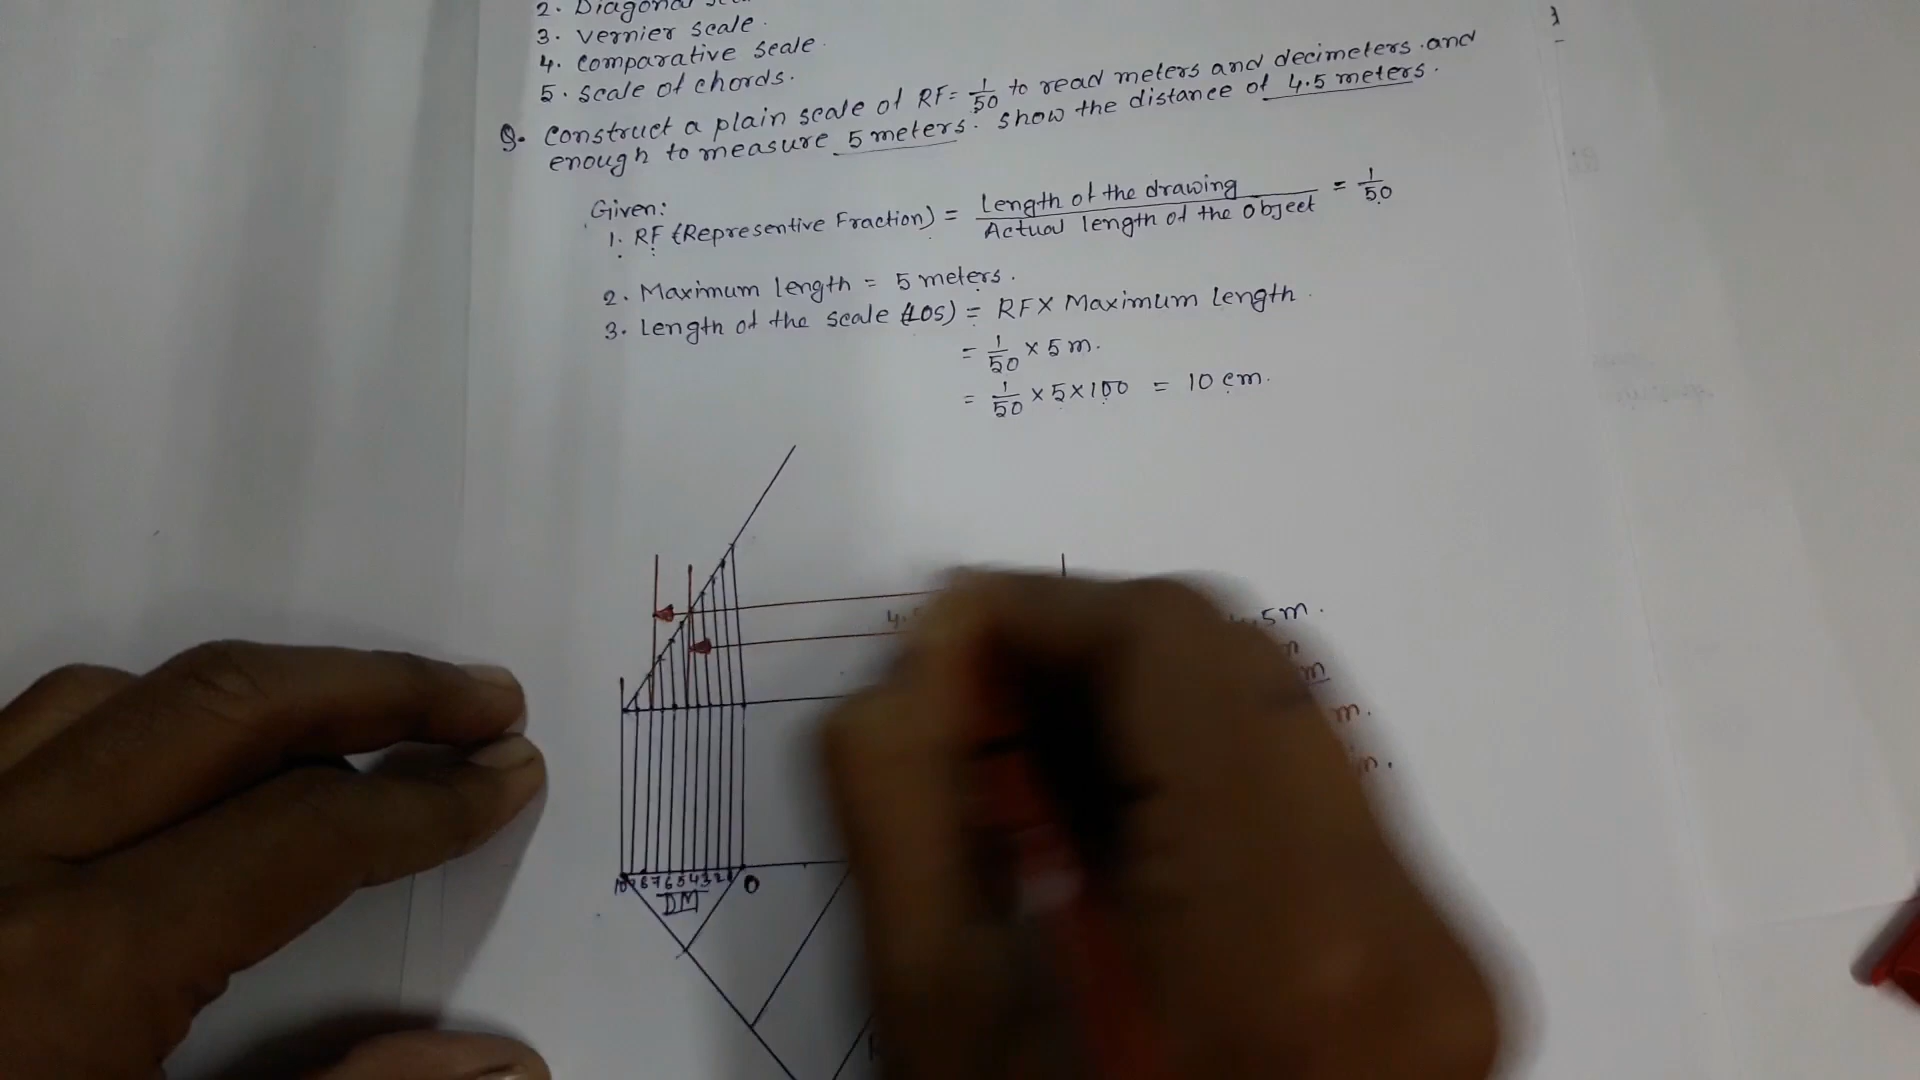 2. Diagonal
3. Vernier scale.
4. comparative scale.
5. scale of chords.
Q. Construct a plain scale of RF= 1/50 to read meters and decimeters and
enough to measure 5 meters. Show the distance of 4.5 meters.
Given:
1. RF (Representive Fraction) = Length of the drawing / Actual length of the object = 1/50
2. Maximum length = 5 meters.
3. Length of the scale (LOS) = RF X Maximum Length.
= 1/50 × 5 m.
= 1/50 × 5 × 100 = 10 cm.
4.5
5m.
m
m
m.
m.
10 9 8 7 6 5 4 3 2 0
DM